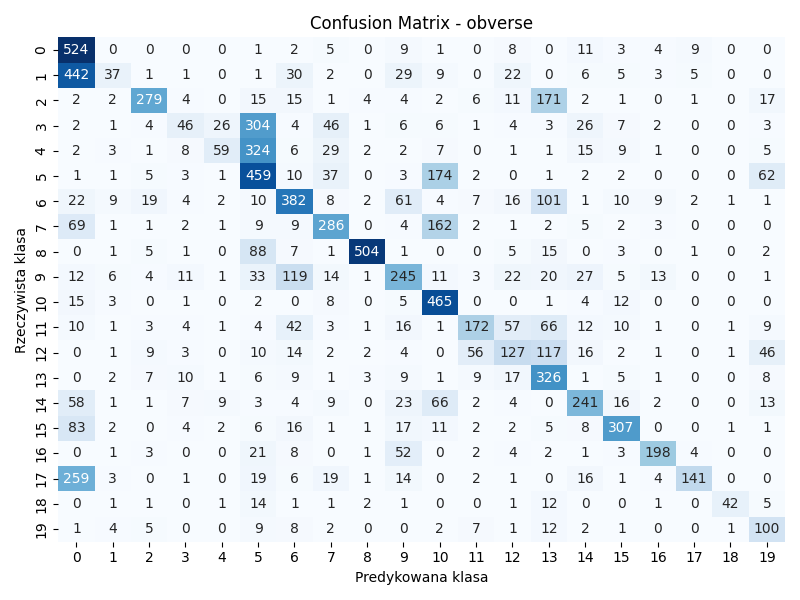 Confusion Matrix - obverse
Rzeczywista klasa
0 524 0 0 0 0 1 2 5 0 9 1 0 8 0 11 3 4 9 0 0
1 442 37 1 1 0 1 30 2 0 29 9 0 22 0 6 5 3 5 0 0
2 2 2 279 4 0 15 15 1 4 4 2 6 11 171 2 1 0 1 0 17
3 2 1 4 46 26 304 4 46 1 6 6 1 4 3 26 7 2 0 0 3
4 2 3 1 8 59 324 6 29 2 2 7 0 1 1 15 9 1 0 0 5
5 1 1 5 3 1 459 10 37 0 3 174 2 0 1 2 2 0 0 0 62
6 22 9 19 4 2 10 382 8 2 61 4 7 16 101 1 10 9 2 1 1
7 69 1 1 2 1 9 9 286 0 4 162 2 1 2 5 2 3 0 0 0
8 0 1 5 1 0 88 7 1 504 1 0 0 5 15 0 3 0 1 0 2
9 12 6 4 11 1 33 119 14 1 245 11 3 22 20 27 5 13 0 0 1
10 15 3 0 1 0 2 0 8 0 5 465 0 0 1 4 12 0 0 0 0
11 10 1 3 4 1 4 42 3 1 16 1 172 57 66 12 10 1 0 1 9
12 0 1 9 3 0 10 14 2 2 4 0 56 127 117 16 2 1 0 1 46
13 0 2 7 10 1 6 9 1 3 9 1 9 17 326 1 5 1 0 0 8
14 58 1 1 7 9 3 4 9 0 23 66 2 4 0 241 16 2 0 0 13
15 83 2 0 4 2 6 16 1 1 17 11 2 2 5 8 307 0 0 1 1
16 0 1 3 0 0 21 8 0 1 52 0 2 4 2 1 3 198 4 0 0
17 259 3 0 1 0 19 6 19 1 14 0 2 1 0 16 1 4 141 0 0
18 0 1 1 0 1 14 1 1 2 1 0 0 1 12 0 0 1 0 42 5
19 1 4 5 0 0 9 8 2 0 0 2 7 1 12 2 1 0 0 1 100
0 1 2 3 4 5 6 7 8 9 10 11 12 13 14 15 16 17 18 19
Predykowana klasa